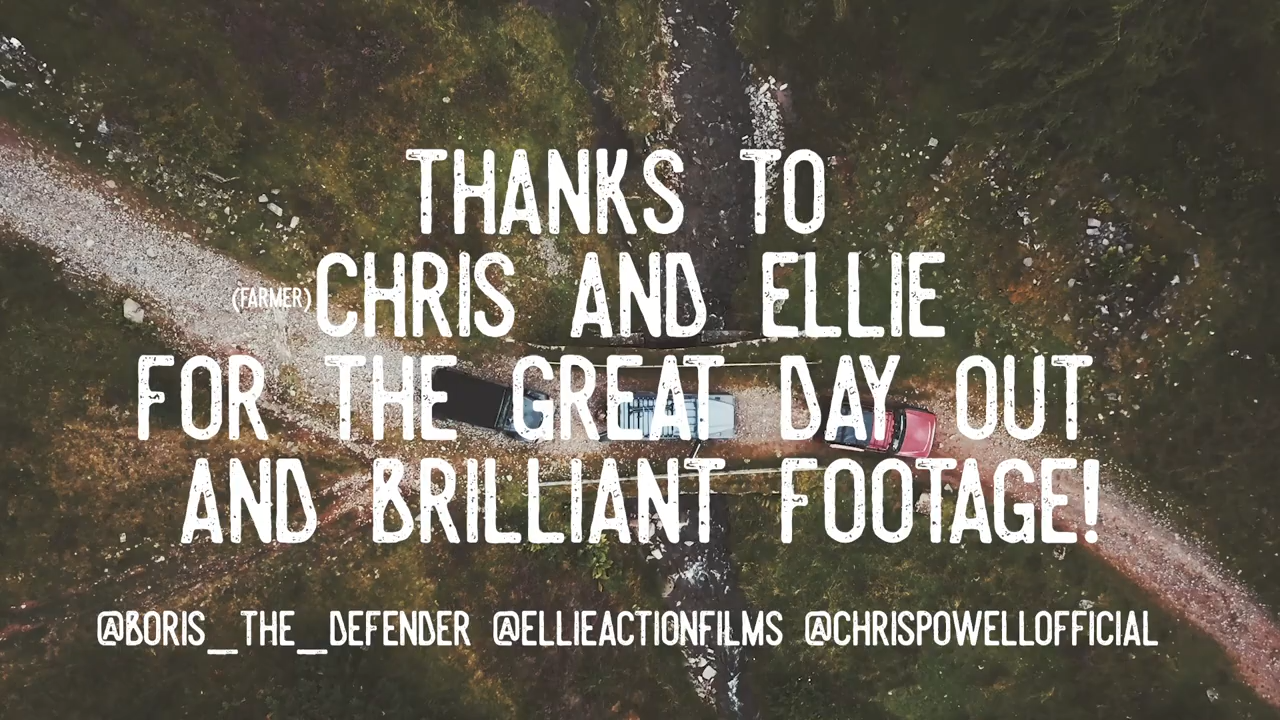 THANKS TO
(FARMER) CHRIS AND ELLIE
FOR THE GREAT DAY OUT
AND BRILLIANT FOOTAGE!
@BORIS_THE_DEFENDER @ELLIEACTIONFILMS @CHRISPOWELLOFFICIAL